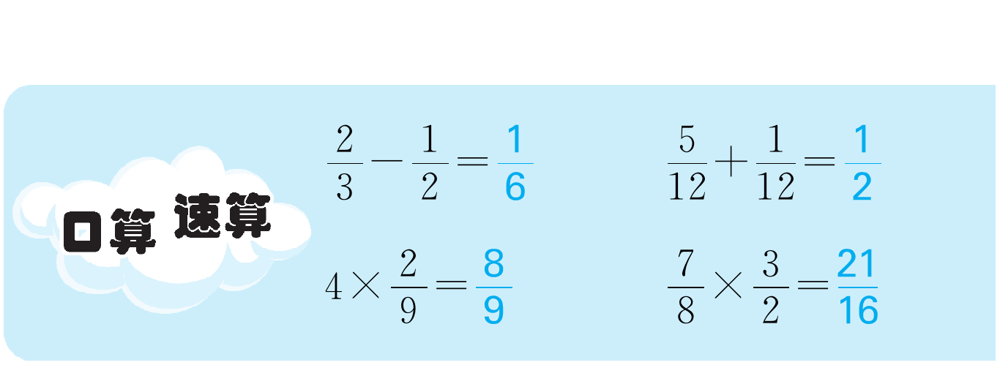 口算 速算
2/3 − 1/2 = 1/6
5/12 + 1/12 = 1/2
4 × 2/9 = 8/9
7/8 × 3/2 = 21/16